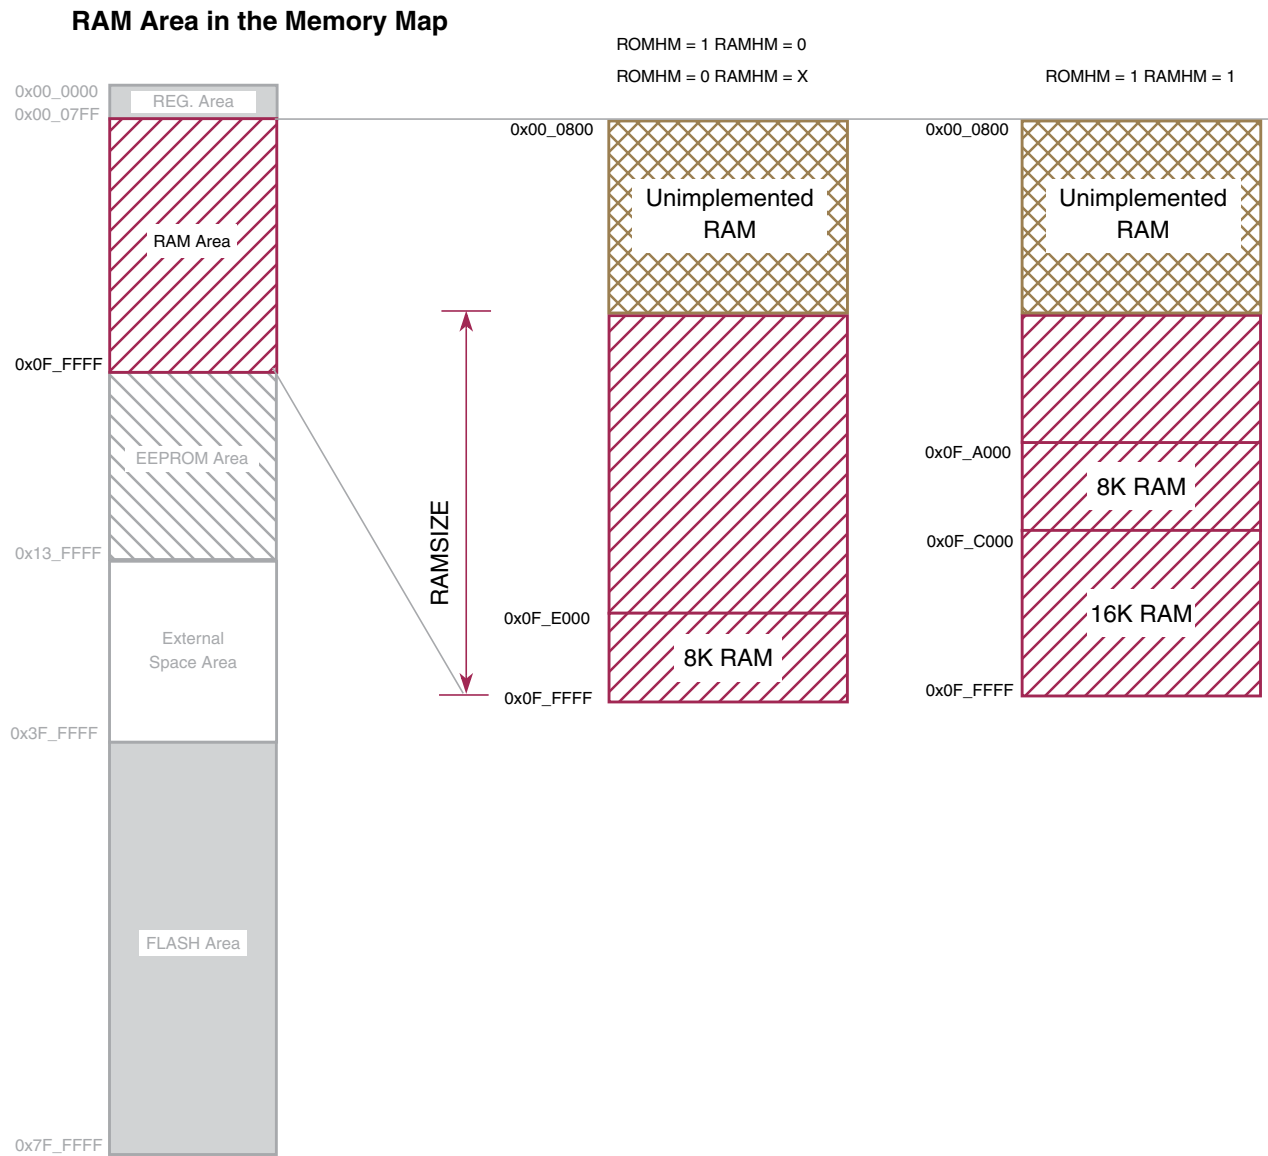 RAM Area in the Memory Map
ROMHM = 1 RAMHM = 0
ROMHM = 0 RAMHM = X
ROMHM = 1 RAMHM = 1
0x00_0000
REG. Area
0x00_07FF
RAM Area
0x0F_FFFF
EEPROM Area
0x13_FFFF
External
Space Area
0x3F_FFFF
FLASH Area
0x7F_FFFF
RAMSIZE
0x00_0800
Unimplemented
RAM
0x0F_E000
8K RAM
0x0F_FFFF
0x00_0800
Unimplemented
RAM
0x0F_A000
8K RAM
0x0F_C000
16K RAM
0x0F_FFFF